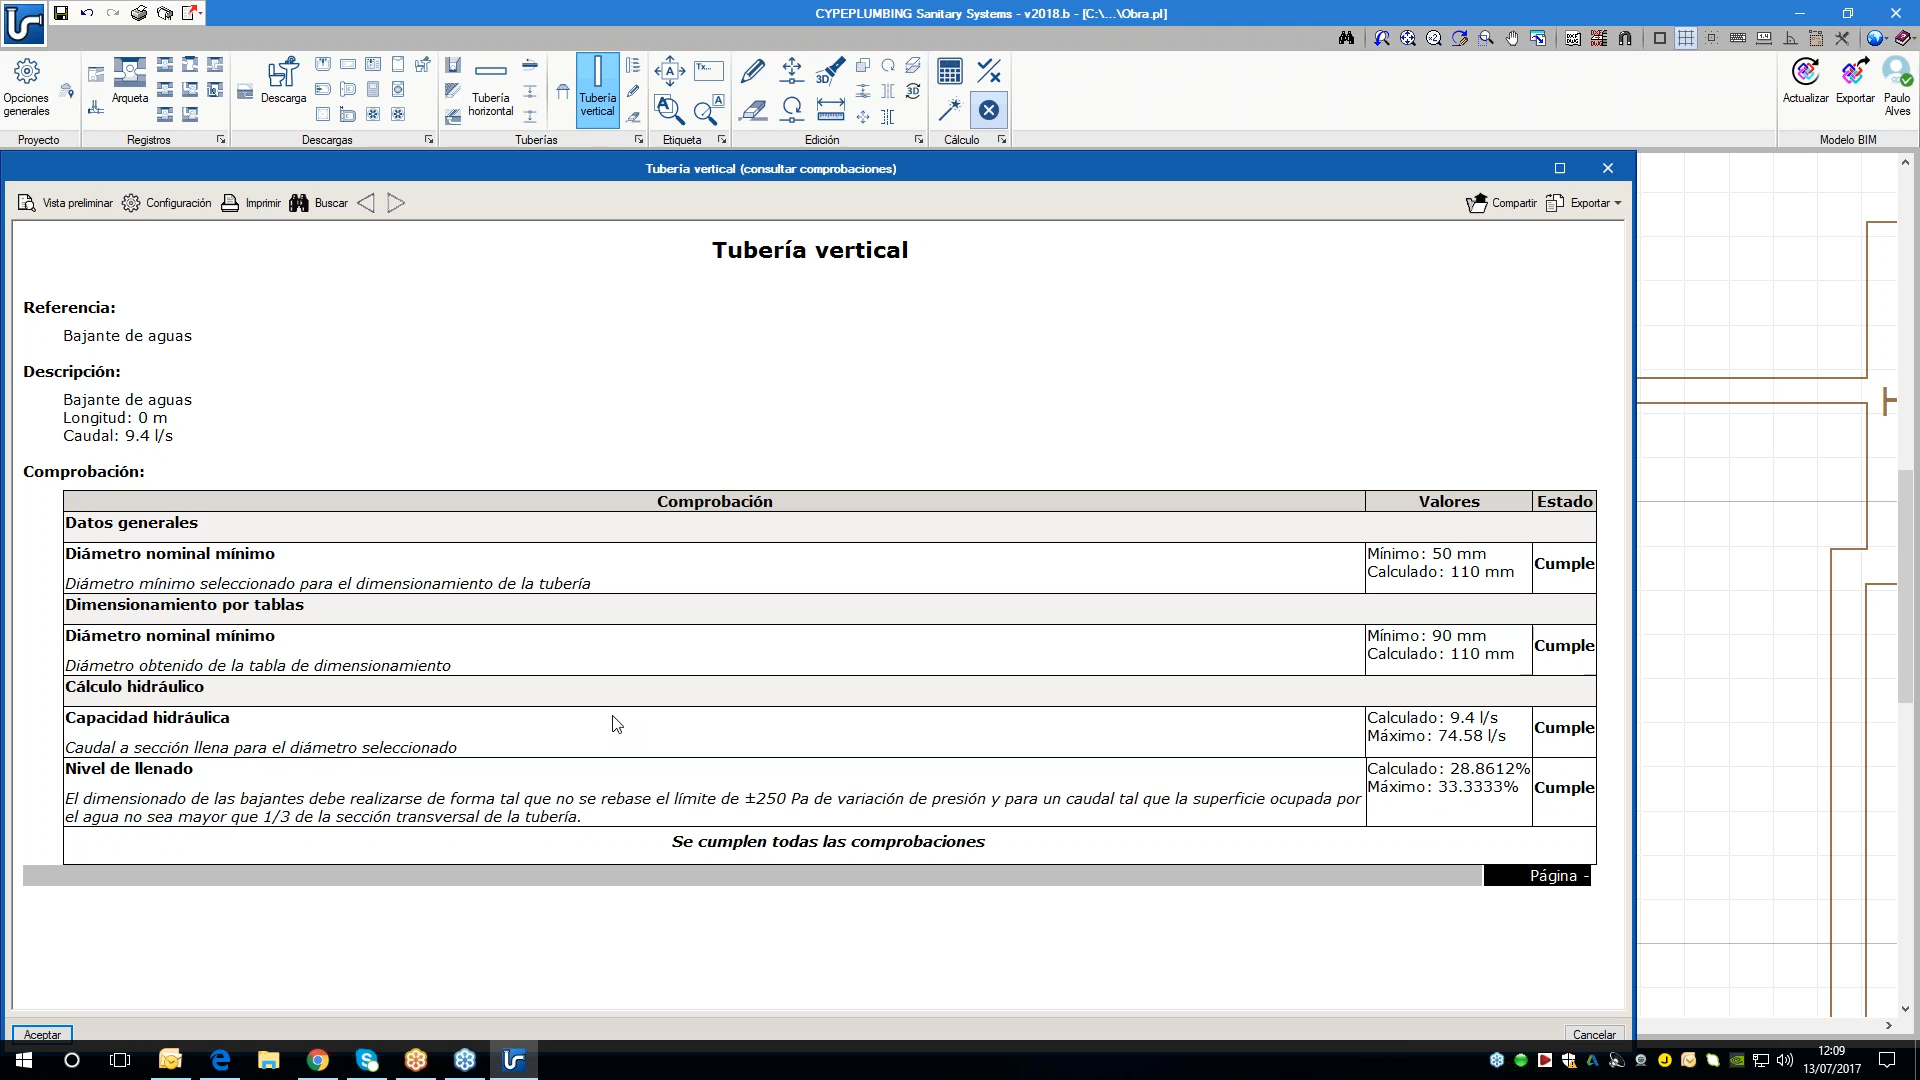 CYPEPLUMBING Sanitary Systems - v2018.b - [C:\...\Obra.pl]
Opciones generales
Arqueta
Descarga
Tubería horizontal
Tubería vertical
Actualizar
Exportar
Paulo Alves
Proyecto
Registros
Descargas
Tuberías
Etiqueta
Edición
Cálculo
Modelo BIM
Tubería vertical (consultar comprobaciones)
Vista preliminar
Configuración
Imprimir
Buscar
Compartir
Exportar
Tubería vertical
Referencia:
Bajante de aguas
Descripción:
Bajante de aguas
Longitud: 0 m
Caudal: 9.4 l/s
Comprobación:
Comprobación Valores Estado
Datos generales
Diámetro nominal mínimo
Diámetro mínimo seleccionado para el dimensionamiento de la tubería
Mínimo: 50 mm
Calculado: 110 mm
Cumple
Dimensionamiento por tablas
Diámetro nominal mínimo
Diámetro obtenido de la tabla de dimensionamiento
Mínimo: 90 mm
Calculado: 110 mm
Cumple
Cálculo hidráulico
Capacidad hidráulica
Caudal a sección llena para el diámetro seleccionado
Calculado: 9.4 l/s
Máximo: 74.58 l/s
Cumple
Nivel de llenado
El dimensionado de las bajantes debe realizarse de forma tal que no se rebase el límite de ±250 Pa de variación de presión y para un caudal tal que la superficie ocupada por
el agua no sea mayor que 1/3 de la sección transversal de la tubería.
Calculado: 28.8612%
Máximo: 33.3333%
Cumple
Se cumplen todas las comprobaciones
Página -
Aceptar
Cancelar
12:09
13/07/2017